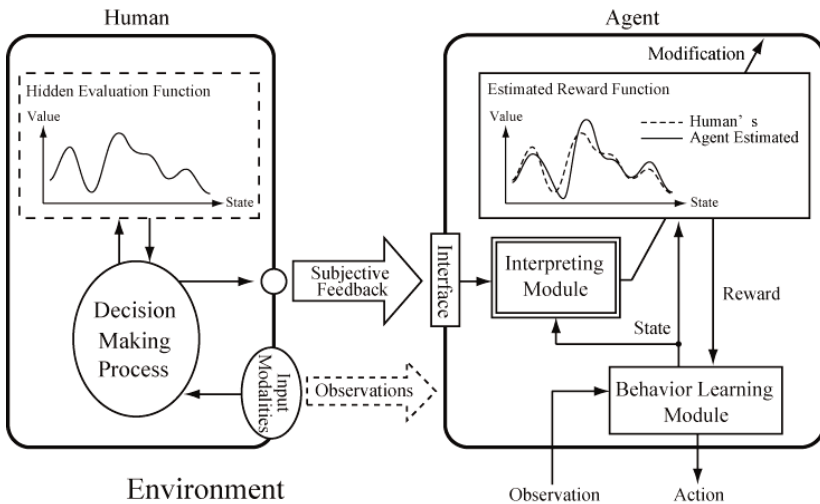 Human
Agent
Hidden Evaluation Function
Value
State
Decision
Making
Process
Input
Modalities
Subjective
Feedback
Observations
Environment
Modification
Estimated Reward Function
Value
Human's
Agent Estimated
State
Interface
Interpreting
Module
State
Reward
Behavior Learning
Module
Observation
Action